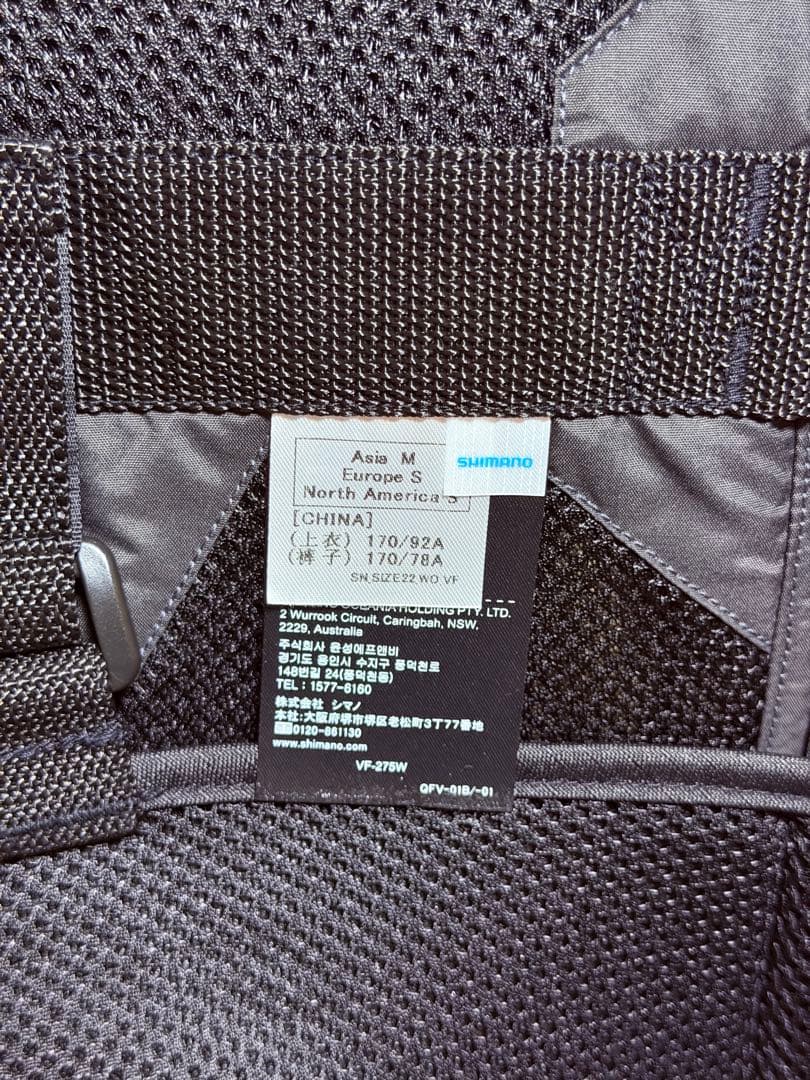 Asia M
Europe S
North America S
SHIMANO
[CHINA]
(上衣) 170/92A
(裤子) 170/78A
SN SIZE22 WO VF
OCEANIA HOLDING PTY. LTD.
2 Wurrook Circuit, Caringbah, NSW,
2229, Australia
주식회사 윤성에프앤비
경기도 용인시 수지구 풍덕천로
148번길 24(풍덕천동)
TEL : 1577-6160
株式会社 シマノ
本社:大阪府堺市堺区老松町3丁77番地
0120-861130
www.shimano.com
VF-275W
QFV-01B/-01